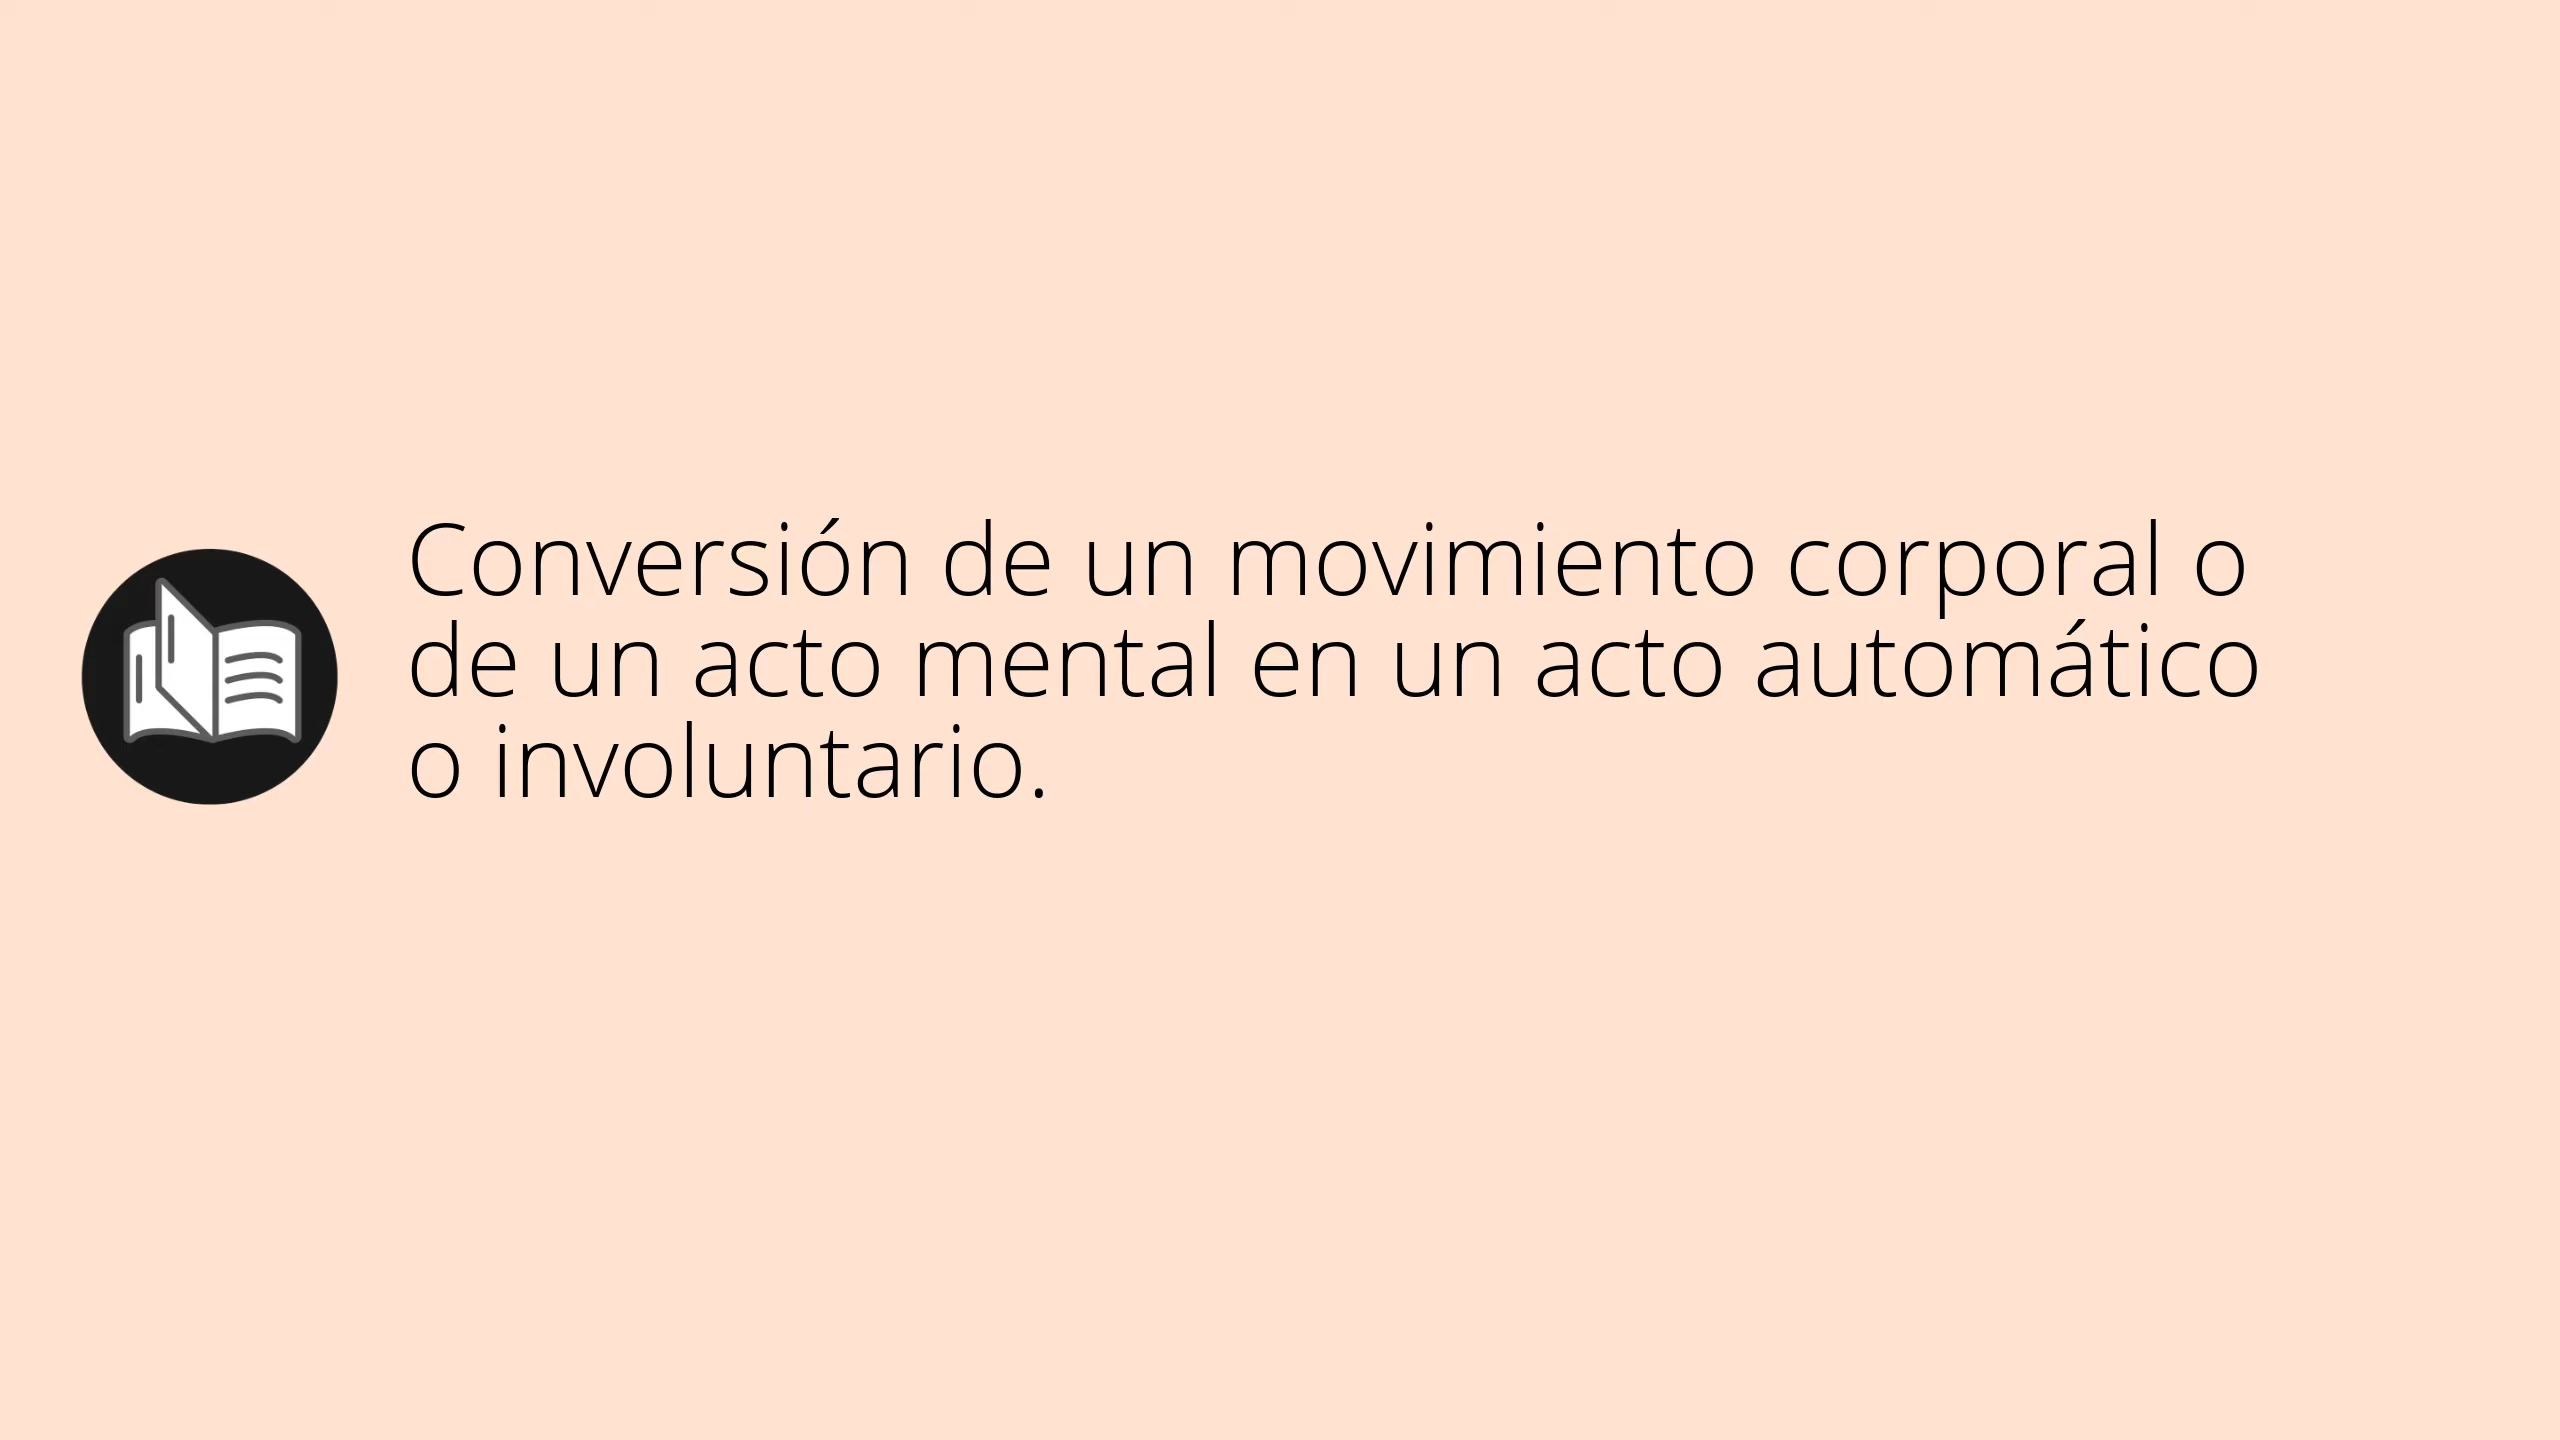 Conversión de un movimiento corporal o
de un acto mental en un acto automático
o involuntario.